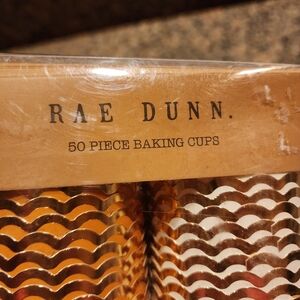 RAE DUNN.
50 PIECE BAKING CUPS